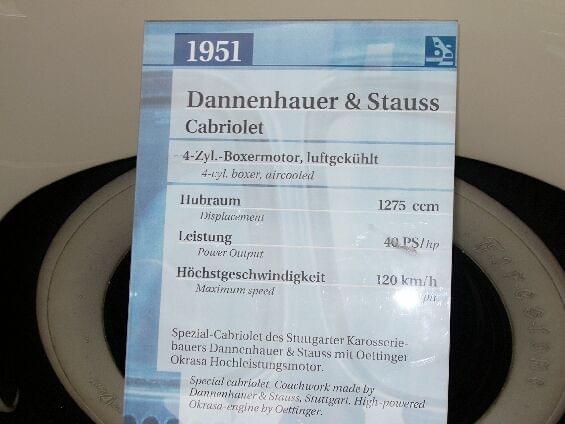 1951
Dannenhauer & Stauss
Cabriolet
4-Zyl.-Boxermotor, luftgekühlt
4-cyl. boxer, aircooled
Hubraum 1275 ccm
Displacement
Leistung 40 PS/hp
Power Output
Höchstgeschwindigkeit 120 km/h
Maximum speed
Spezial-Cabriolet des Stuttgarter Karosserie-
bauers Dannenhauer & Stauss mit Oettinger
Okrasa Hochleistungsmotor.
Special cabriolet. Coachwork made by
Dannenhauer & Stauss, Stuttgart. High-powered
Okrasa-engine by Oettinger.